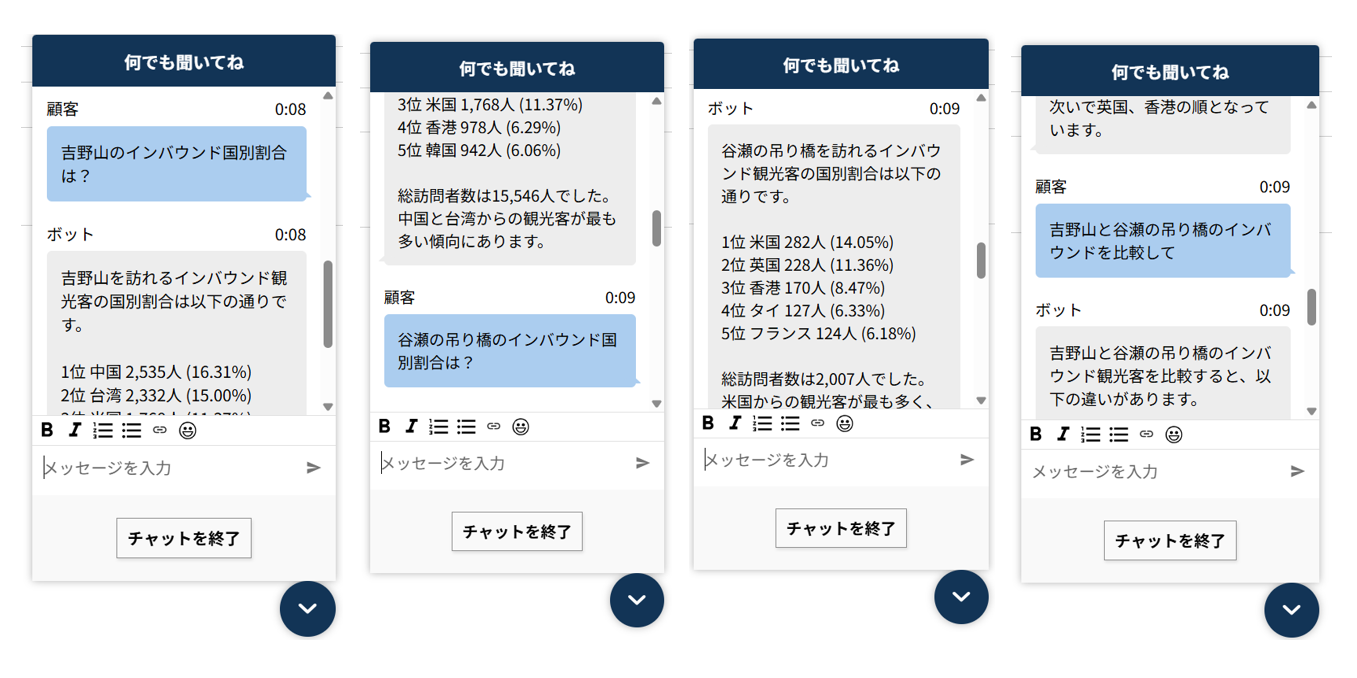 何でも聞いてね
顧客 0:08
吉野山のインバウンド国別割合
は？
ボット 0:08
吉野山を訪れるインバウンド観
光客の国別割合は以下の通りで
す。
1位 中国 2,535人 (16.31%)
2位 台湾 2,332人 (15.00%)
B I
メッセージを入力
チャットを終了
何でも聞いてね
3位 米国 1,768人 (11.37%)
4位 香港 978人 (6.29%)
5位 韓国 942人 (6.06%)
総訪問者数は15,546人でした。
中国と台湾からの観光客が最も
多い傾向にあります。
顧客 0:09
谷瀬の吊り橋のインバウンド国
別割合は？
B I
メッセージを入力
チャットを終了
何でも聞いてね
ボット 0:09
谷瀬の吊り橋を訪れるインバウ
ンド観光客の国別割合は以下の
通りです。
1位 米国 282人 (14.05%)
2位 英国 228人 (11.36%)
3位 香港 170人 (8.47%)
4位 タイ 127人 (6.33%)
5位 フランス 124人 (6.18%)
総訪問者数は2,007人でした。
米国からの観光客が最も多く、
B I
メッセージを入力
チャットを終了
何でも聞いてね
次いで英国、香港の順となって
います。
顧客 0:09
吉野山と谷瀬の吊り橋のインバ
ウンドを比較して
ボット 0:09
吉野山と谷瀬の吊り橋のインバ
ウンド観光客を比較すると、以
下の違いがあります。
B I
メッセージを入力
チャットを終了